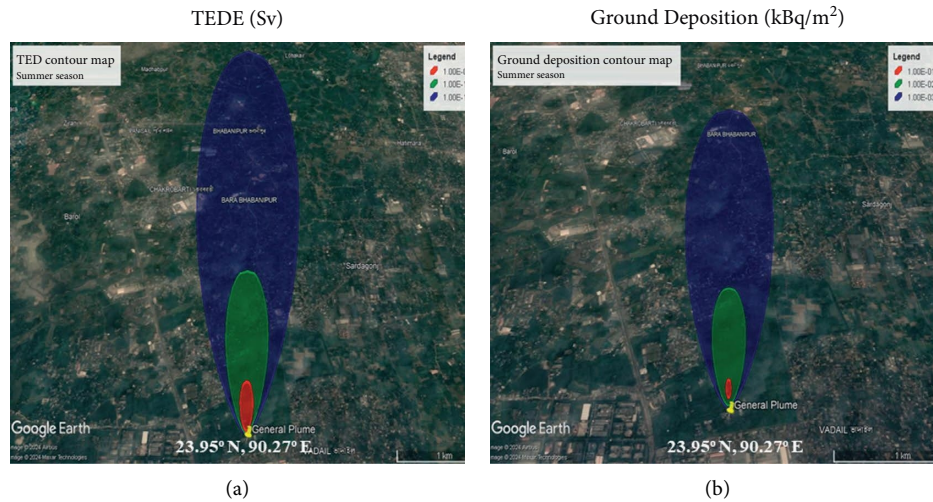 TEDE (Sv)
TED contour map
Summer season
Legend
1.00E-
1.00E-
1.00E-
BHABANIPUR
CHAKROBARTI
BARA BHABANIPUR
Hatimara
Baroi
Sardagonj
General Plume
Google Earth
23.95° N, 90.27° E
VADAIL
1 km
(a)
Ground Deposition (kBq/m²)
Ground deposition contour map
Summer season
Legend
1.00E-01
1.00E-02
1.00E-03
BARA BHABANIPUR
Sardagonj
General Plume
Google Earth
23.95° N, 90.27° E
VADAIL
1 km
(b)